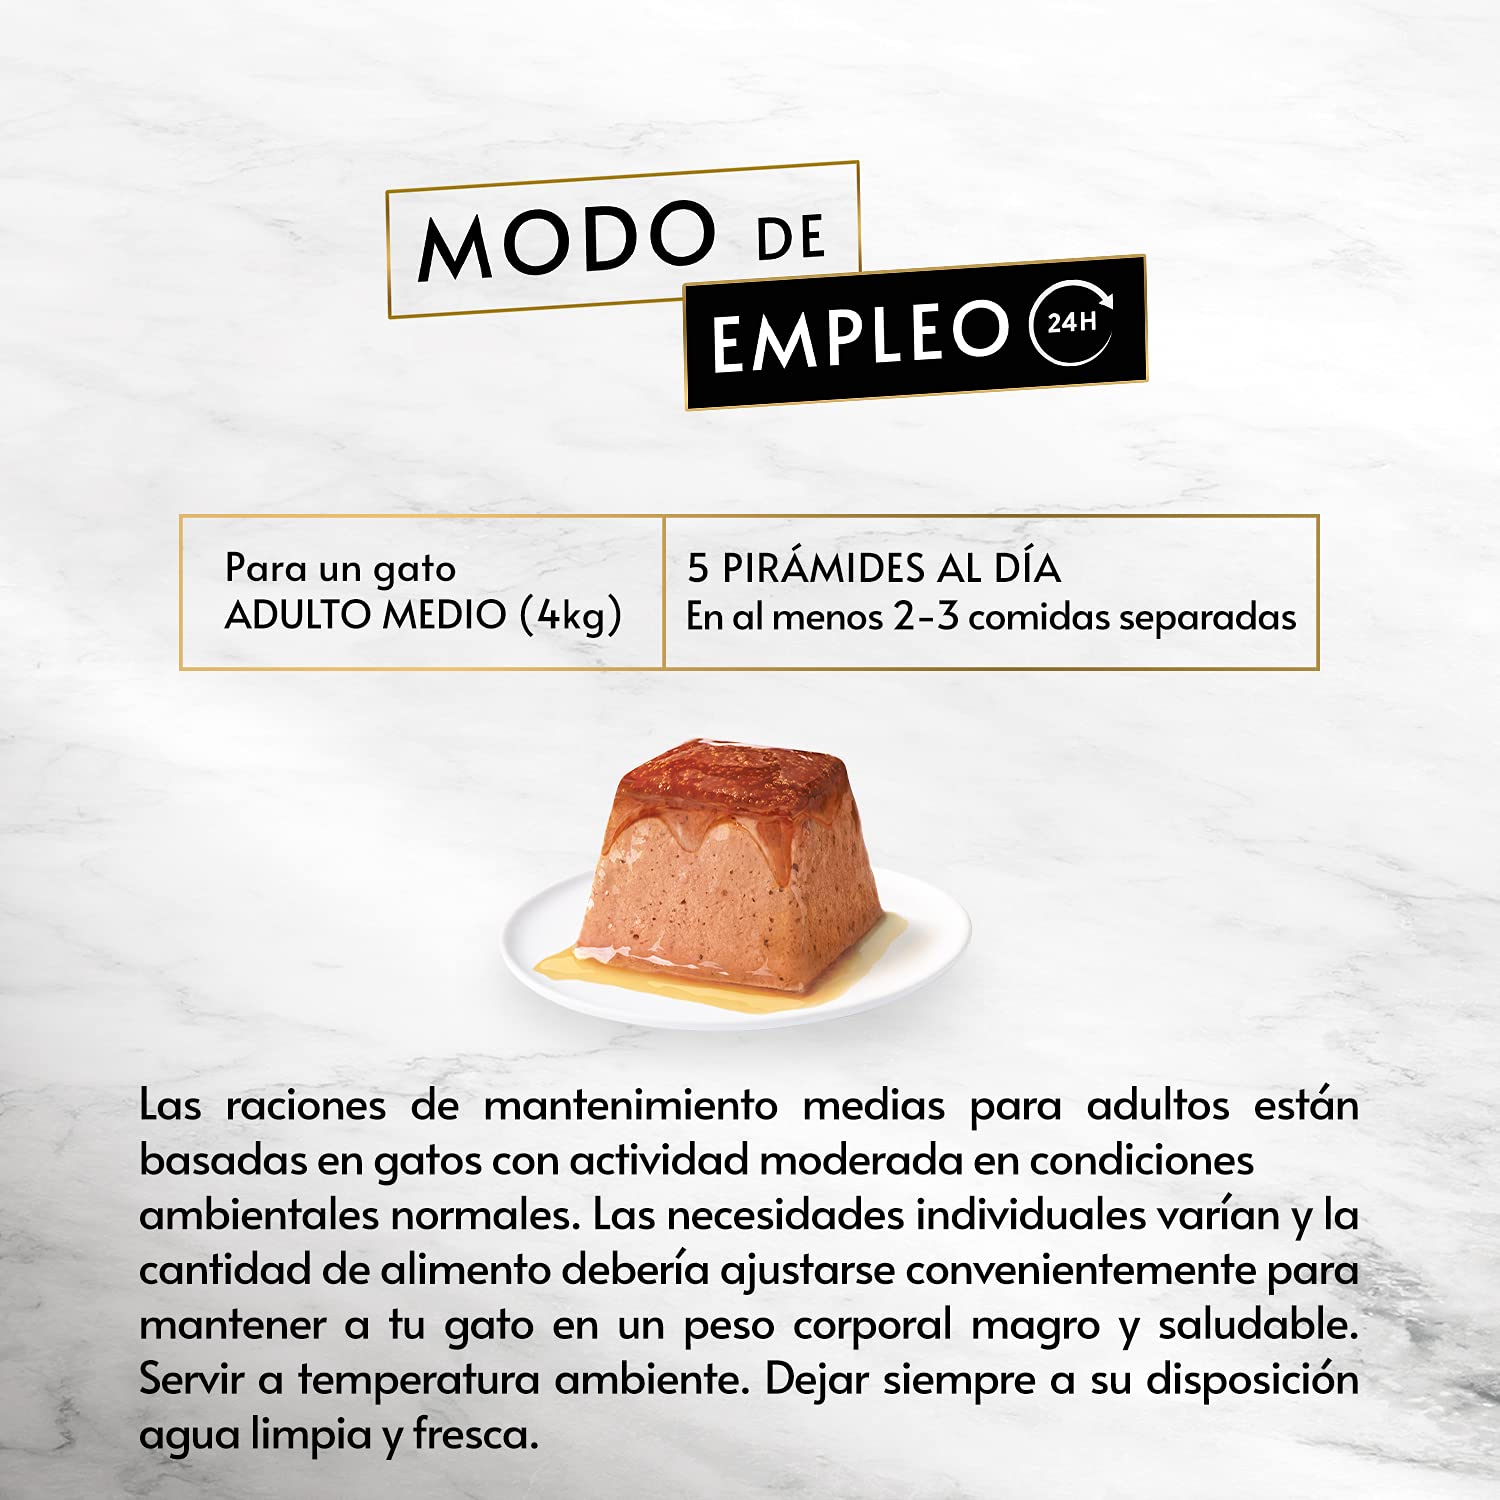 MODO DE
EMPLEO 24H
Para un gato
ADULTO MEDIO (4kg)
5 PIRÁMIDES AL DÍA
En al menos 2-3 comidas separadas
Las raciones de mantenimiento medias para adultos están
basadas en gatos con actividad moderada en condiciones
ambientales normales. Las necesidades individuales varían y la
cantidad de alimento debería ajustarse convenientemente para
mantener a tu gato en un peso corporal magro y saludable.
Servir a temperatura ambiente. Dejar siempre a su disposición
agua limpia y fresca.